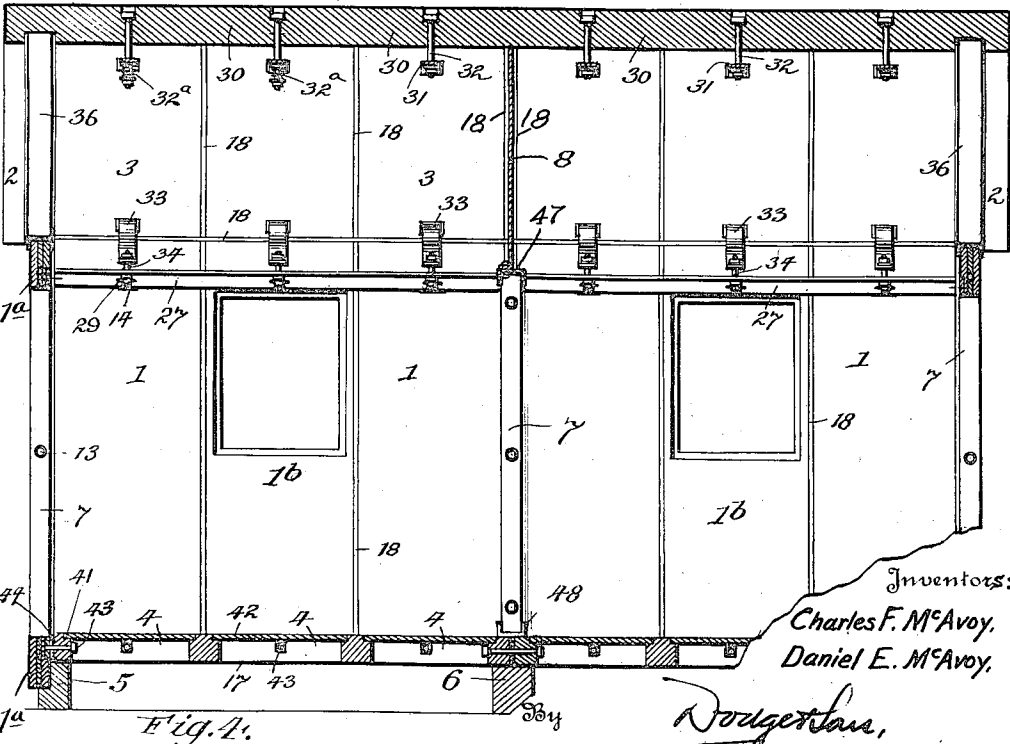 30 30 32 30 32
32ª 32ª 31 31
36 18 18 18 18 8 36
2 3 3 2
33 33 47 33
18
34 34
1ª 29 14 27 27
1 1 7 1 7
13 1b 18
7 1b
18
44 41 43 4 42 4 4 48
Inventors:
Charles F. McAvoy.
Daniel E. McAvoy.
1ª 5 17 43 6
Fig. 4. By